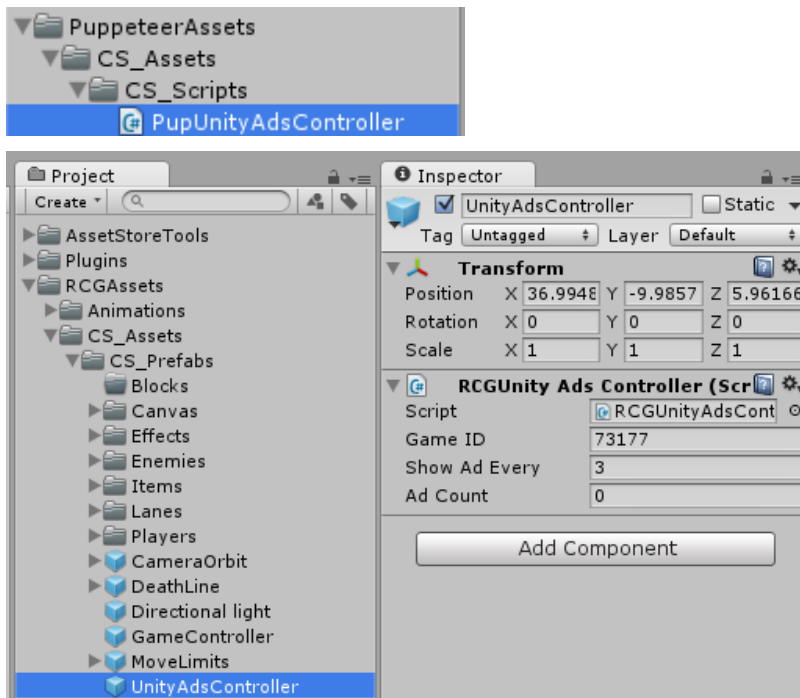 PuppeteerAssets
CS_Assets
CS_Scripts
PupUnityAdsController
Project
Create
AssetStoreTools
Plugins
RCGAssets
Animations
CS_Assets
CS_Prefabs
Blocks
Canvas
Effects
Enemies
Items
Lanes
Players
CameraOrbit
DeathLine
Directional light
GameController
MoveLimits
UnityAdsController
Inspector
UnityAdsController Static
Tag Untagged Layer Default
Transform
Position X 36.9948 Y -9.9857 Z 5.96166
Rotation X 0 Y 0 Z 0
Scale X 1 Y 1 Z 1
RCGUnity Ads Controller (Scr
Script RCGUnityAdsCont
Game ID 73177
Show Ad Every 3
Ad Count 0
Add Component